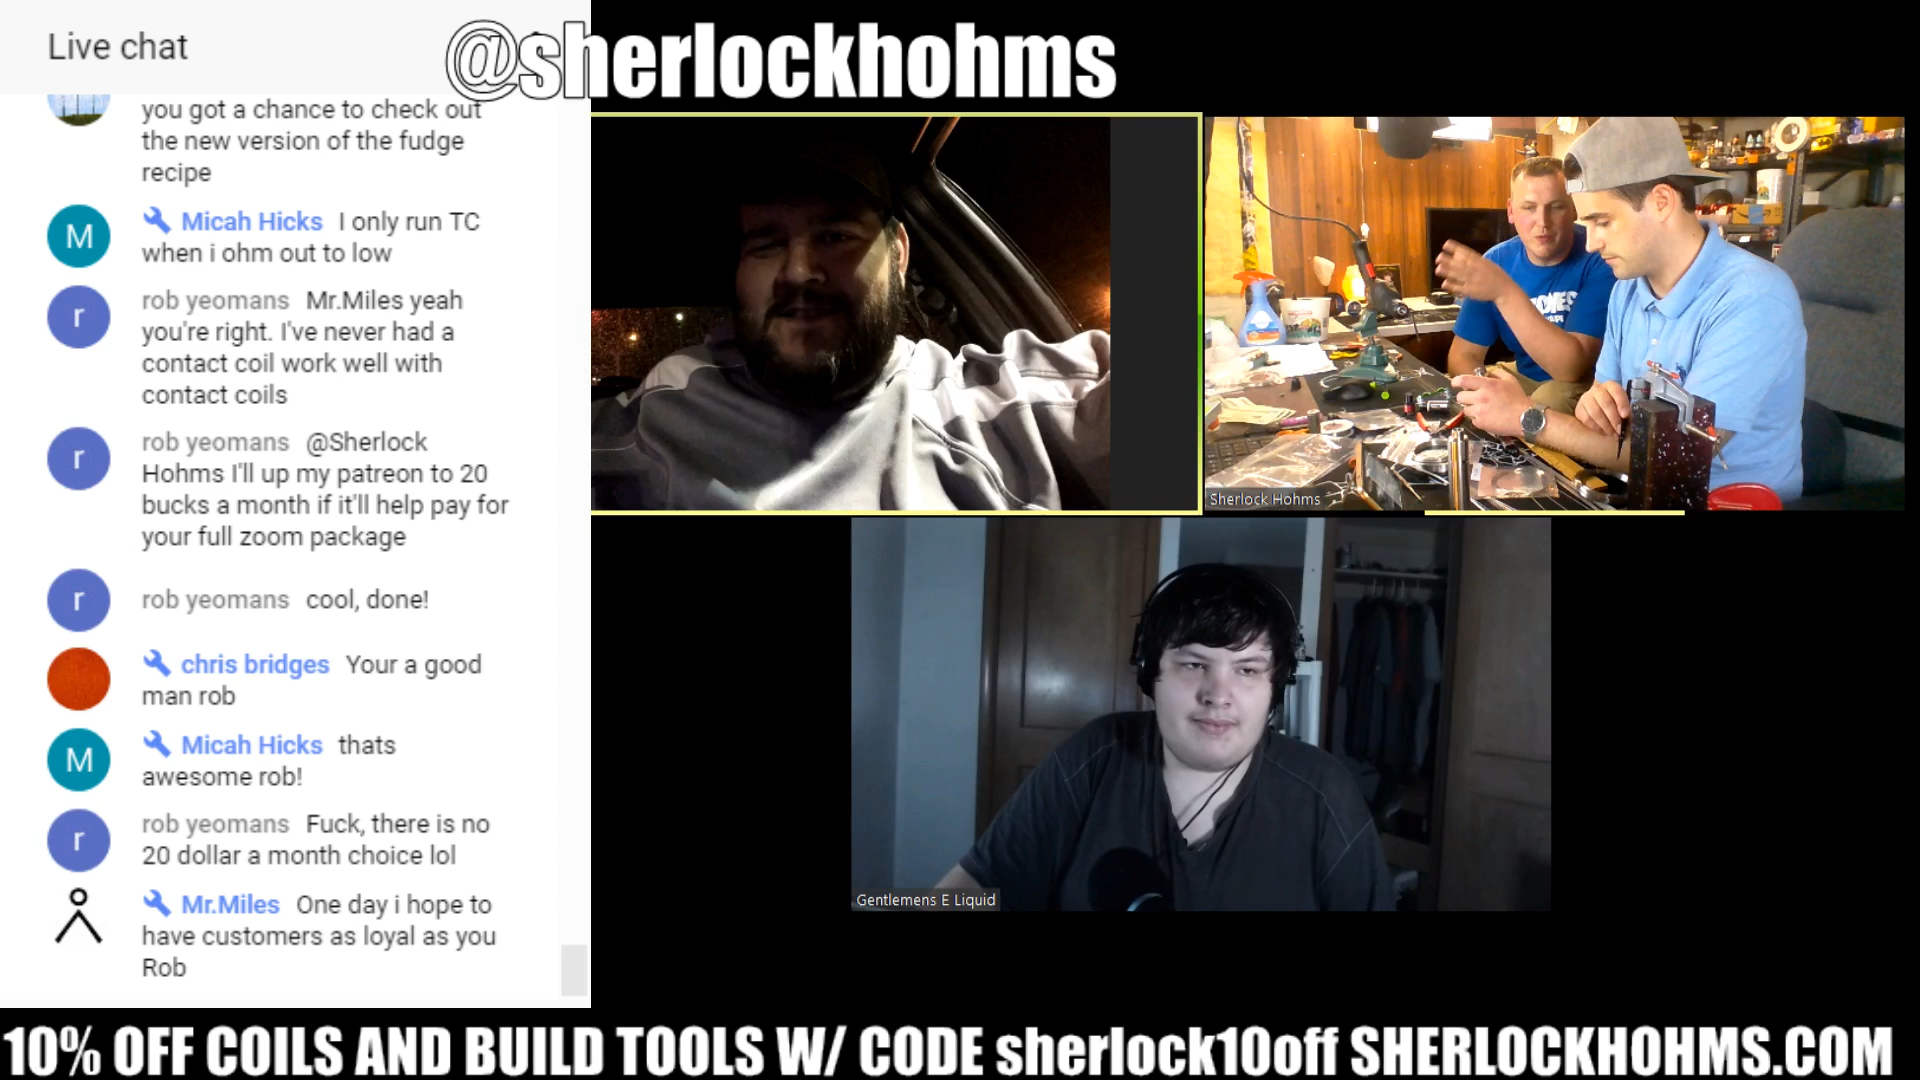 Live chat
@sherlockhohms
you got a chance to check out
the new version of the fudge
recipe
M
Micah Hicks I only run TC
when i ohm out to low
r
rob yeomans Mr.Miles yeah
you're right. I've never had a
contact coil work well with
contact coils
r
rob yeomans @Sherlock
Hohms I'll up my patreon to 20
bucks a month if it'll help pay for
your full zoom package
r
rob yeomans cool, done!
chris bridges Your a good
man rob
M
Micah Hicks thats
awesome rob!
r
rob yeomans Fuck, there is no
20 dollar a month choice lol
Mr.Miles One day i hope to
have customers as loyal as you
Rob
Sherlock Hohms
Gentlemens E Liquid
10% OFF COILS AND BUILD TOOLS W/ CODE sherlock10off SHERLOCKHOHMS.COM